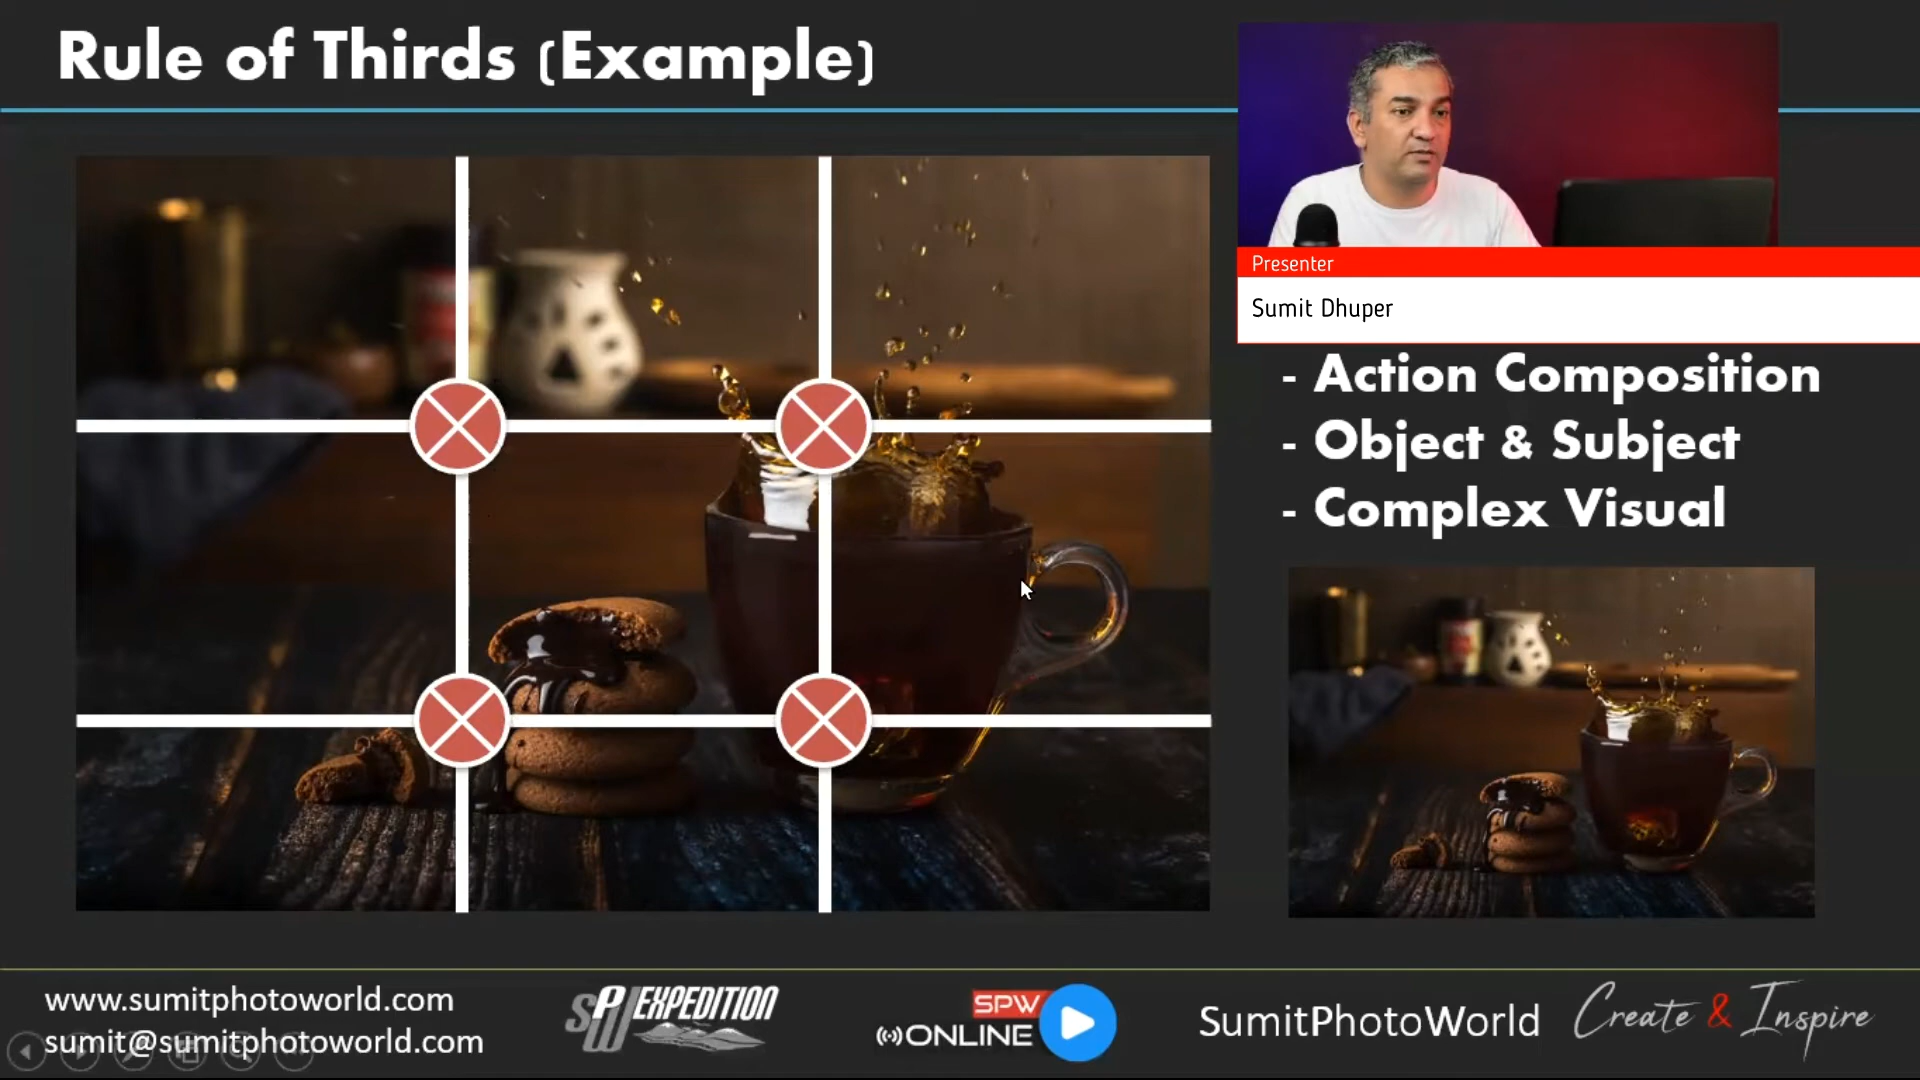 Rule of Thirds (Example)
Presenter
Sumit Dhuper
- Action Composition
- Object & Subject
- Complex Visual
www.sumitphotoworld.com
sumit@sumitphotoworld.com
SPW EXPEDITION
SPW
ONLINE
SumitPhotoWorld
Create & Inspire